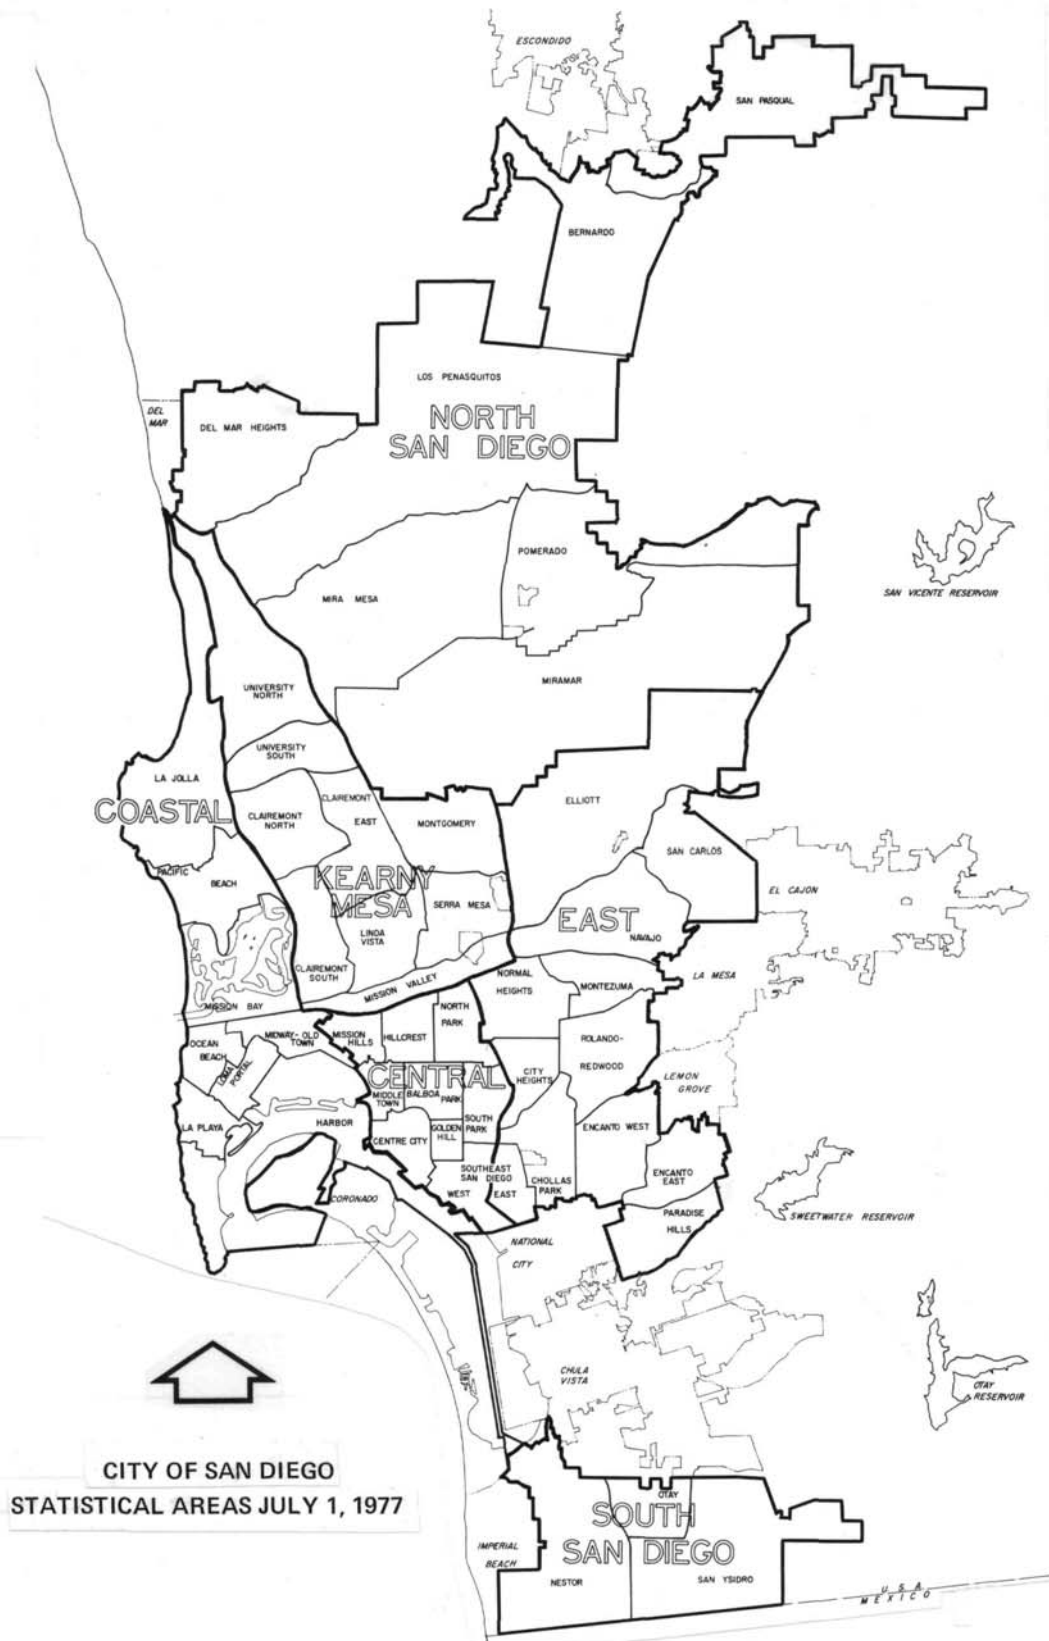 ESCONDIDO
SAN PASQUAL
BERNARDO
LOS PENASQUITOS
NORTH
SAN DIEGO
DEL
MAR
DEL MAR HEIGHTS
POMERADO
SAN VICENTE RESERVOIR
MIRA MESA
MIRAMAR
UNIVERSITY
NORTH
UNIVERSITY
SOUTH
LA JOLLA
COASTAL
CLAIREMONT
NORTH
CLAIREMONT
EAST
MONTGOMERY
ELLIOTT
SAN CARLOS
PACIFIC
BEACH
KEARNY
MESA
SERRA MESA
LINDA
VISTA
EAST
NAVAJO
EL CAJON
CLAIREMONT
SOUTH
MISSION VALLEY
NORMAL
HEIGHTS
MONTEZUMA
LA MESA
MISSION BAY
NORTH
PARK
OCEAN
BEACH
MIDWAY-OLD
TOWN
MISSION
HILLS
HILLCREST
ROLANDO-
REDWOOD
LOMA
PORTAL
CENTRAL
CITY
HEIGHTS
LEMON
GROVE
MIDDLE
TOWN
BALBOA
PARK
LA PLAYA
HARBOR
CENTRE CITY
GOLDEN
HILL
SOUTH
PARK
ENCANTO WEST
SOUTHEAST
SAN DIEGO
WEST
EAST
CHOLLAS
PARK
ENCANTO
EAST
CORONADO
PARADISE
HILLS
SWEETWATER RESERVOIR
NATIONAL
CITY
CHULA
VISTA
OTAY
RESERVOIR
CITY OF SAN DIEGO
STATISTICAL AREAS JULY 1, 1977
OTAY
SOUTH
SAN DIEGO
IMPERIAL
BEACH
NESTOR
SAN YSIDRO
U S A
MEXICO